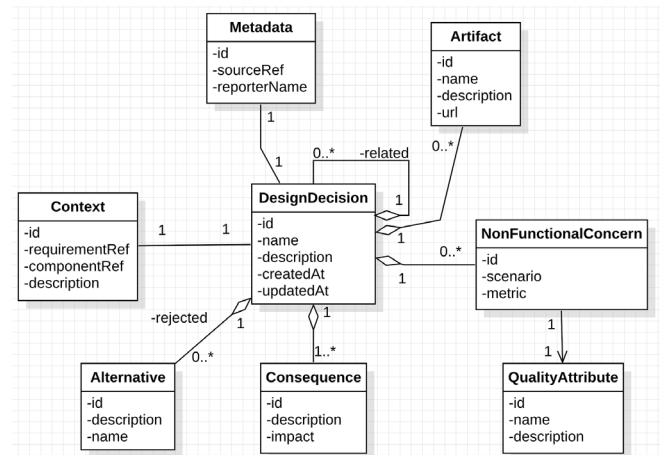 Metadata
-id
-sourceRef
-reporterName
1
1
Artifact
-id
-name
-description
-url
0..*
1
0..*
-related
1
Context
-id
-requirementRef
-componentRef
-description
1
1
DesignDecision
-id
-name
-description
-createdAt
-updatedAt
0..*
1
NonFunctionalConcern
-id
-scenario
-metric
1
1
-rejected
1
0..*
1
1..*
Alternative
-id
-description
-name
Consequence
-id
-description
-impact
QualityAttribute
-id
-name
-description